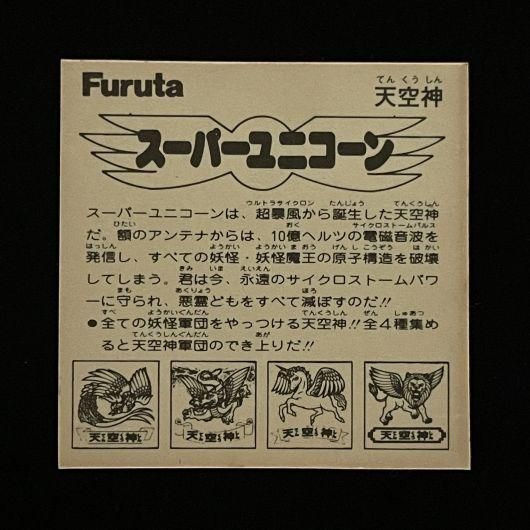 Furuta
てんくうしん
天空神
スーパーユニコーン
ウルトラサイクロン たんじょう てんくうしん
スーパーユニコーンは、超暴風から誕生した天空神
ひたい おく サイクロストームパルス
だ。額のアンテナからは、10億ヘルツの電磁音波を
はっしん ようかい ようかいまおう げんしこうぞう はかい
発信し、すべての妖怪・妖怪魔王の原子構造を破壊
きみ いま えいえん
してしまう。君は今、永遠のサイクロストームパワ
まも あくりょう ほろ
ーに守られ、悪霊どもをすべて滅ぼすのだ!!
すべ ようかいぐんだん てんくうしん ぜん しゅあつ
●全ての妖怪軍団をやっつける天空神!!全4種集め
てんくうしんぐんだん あが
ると天空神軍団のでき上りだ!!
天空神 天空神 天空神 天空神